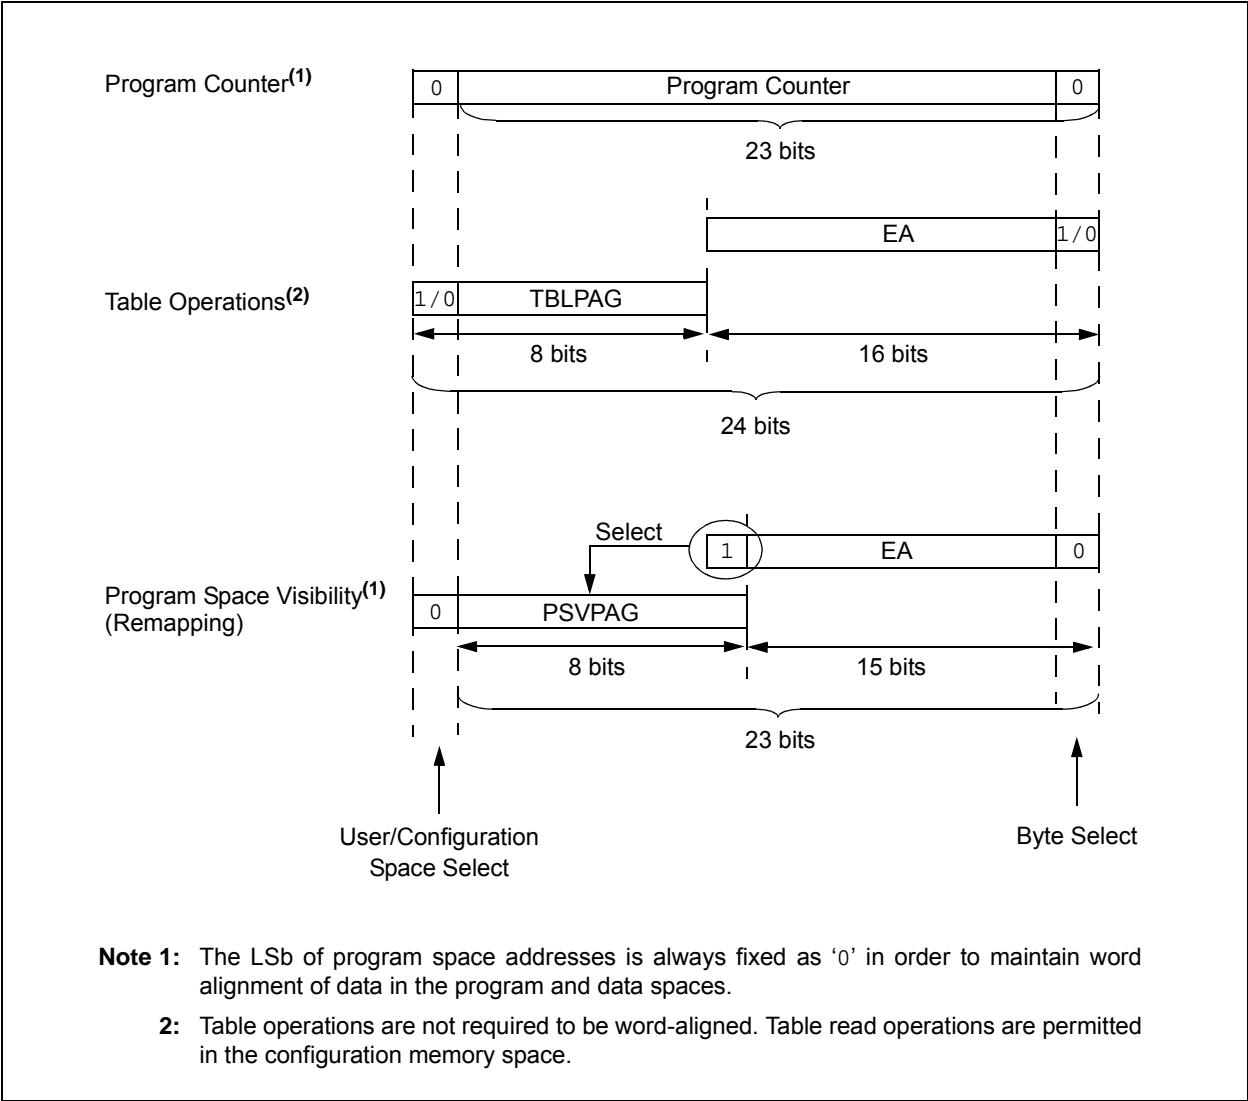 Program Counter(1)
0 Program Counter 0
23 bits
EA 1/0
Table Operations(2)
1/0 TBLPAG
8 bits 16 bits
24 bits
Select
1 EA 0
Program Space Visibility(1)
(Remapping)
0 PSVPAG
8 bits 15 bits
23 bits
User/Configuration
Space Select
Byte Select
Note 1: The LSb of program space addresses is always fixed as ‘0’ in order to maintain word
alignment of data in the program and data spaces.
2: Table operations are not required to be word-aligned. Table read operations are permitted
in the configuration memory space.